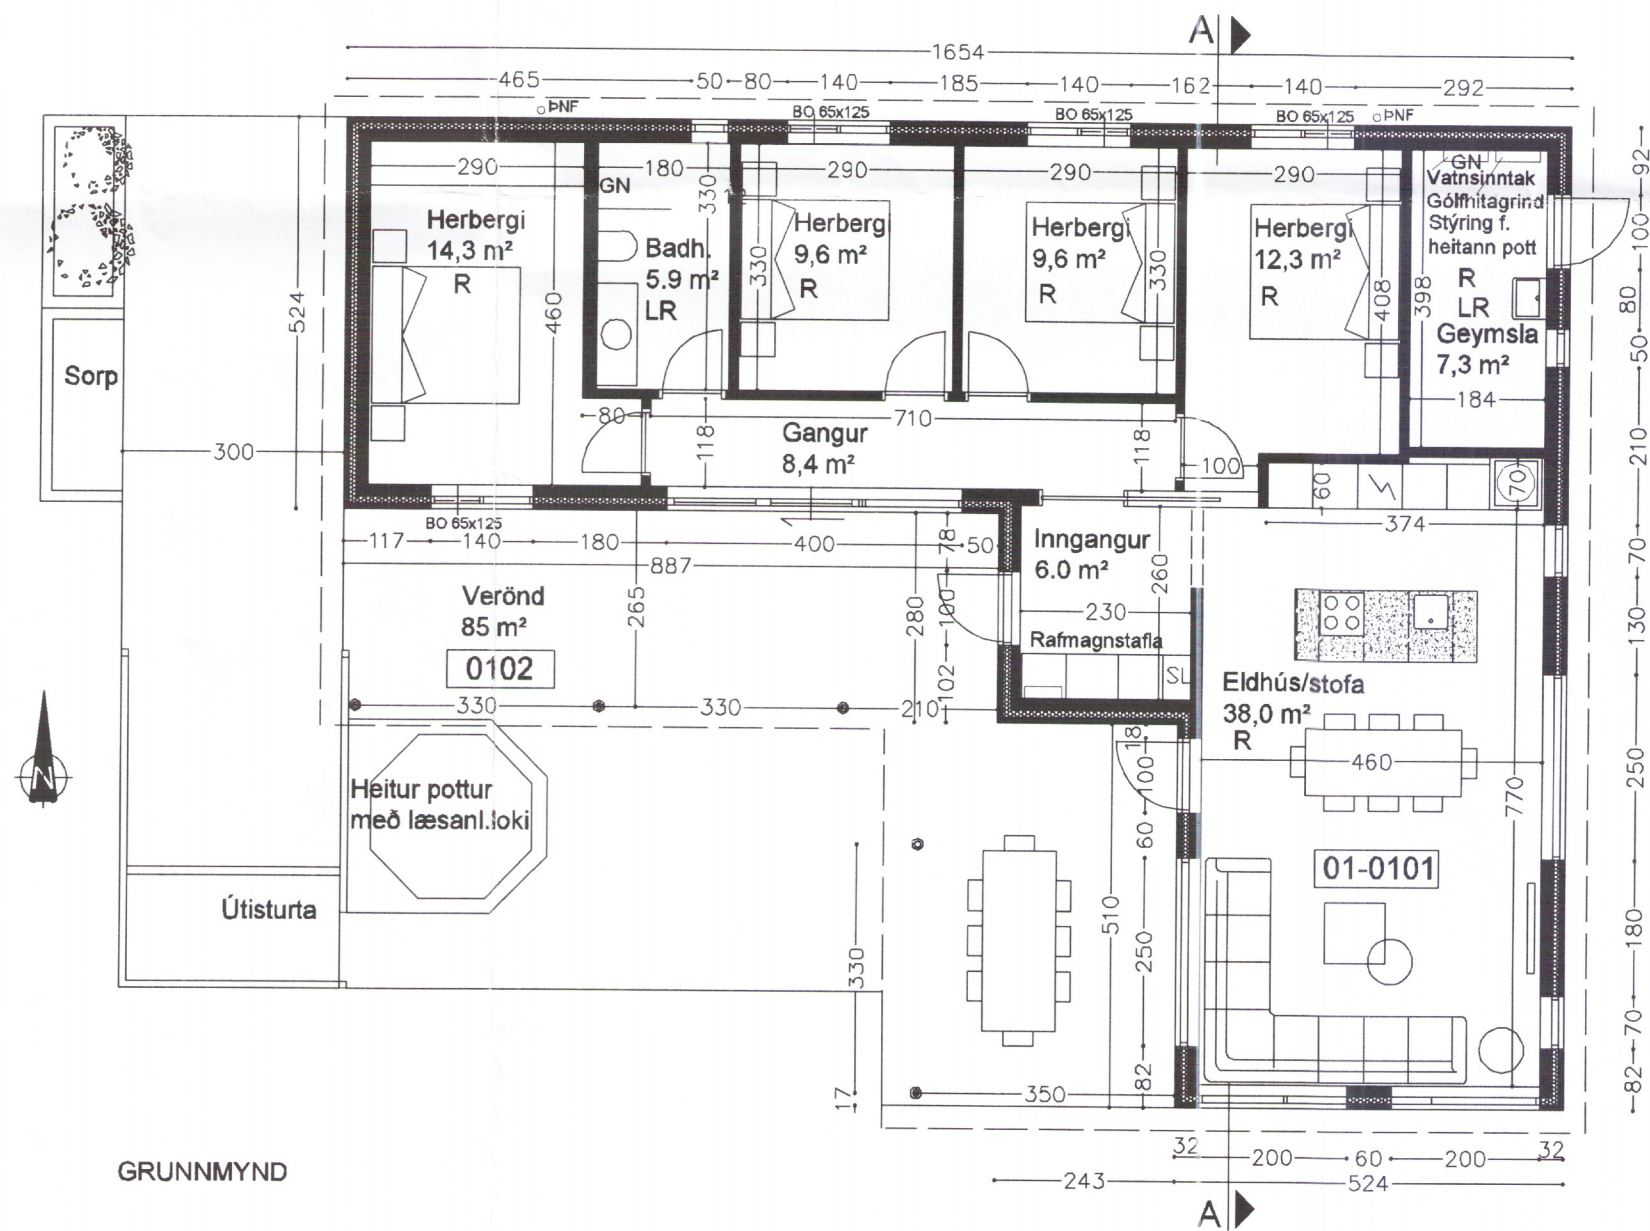 A
1654
465 50 80 140 185 140 162 140 292
ÞNF
BO 65x125
BO 65x125
BO 65x125
ÞNF
290
180
290
290
290
GN
GN
Vatnsinntak
Gólfhitagrind
Stýring f.
heitann pott
R
LR
Geymsla
7,3 m²
184
398
Herbergi
14,3 m²
R
460
Badh.
5.9 m²
LR
330
Herbergi
9,6 m²
R
330
Herbergi
9,6 m²
R
330
Herbergi
12,3 m²
R
408
92
100
80
50
210
70
130
250
180
70
82
524
Sorp
300
80
710
118
Gangur
8,4 m²
118
100
60
70
374
BO 65x125
117 140 180 400 50
78
887
265
280
100
102
Verönd
85 m²
0102
330 330 210
Inngangur
6.0 m²
260
230
Rafmagnstafla
SL
Eldhús/stofa
38,0 m²
R
460
770
01-0101
N
Heitur pottur
með læsanl.loki
Útisturta
18
100
60
250
82
510
330
17
350
32 200 60 200 32
243 524
A
GRUNNMYND